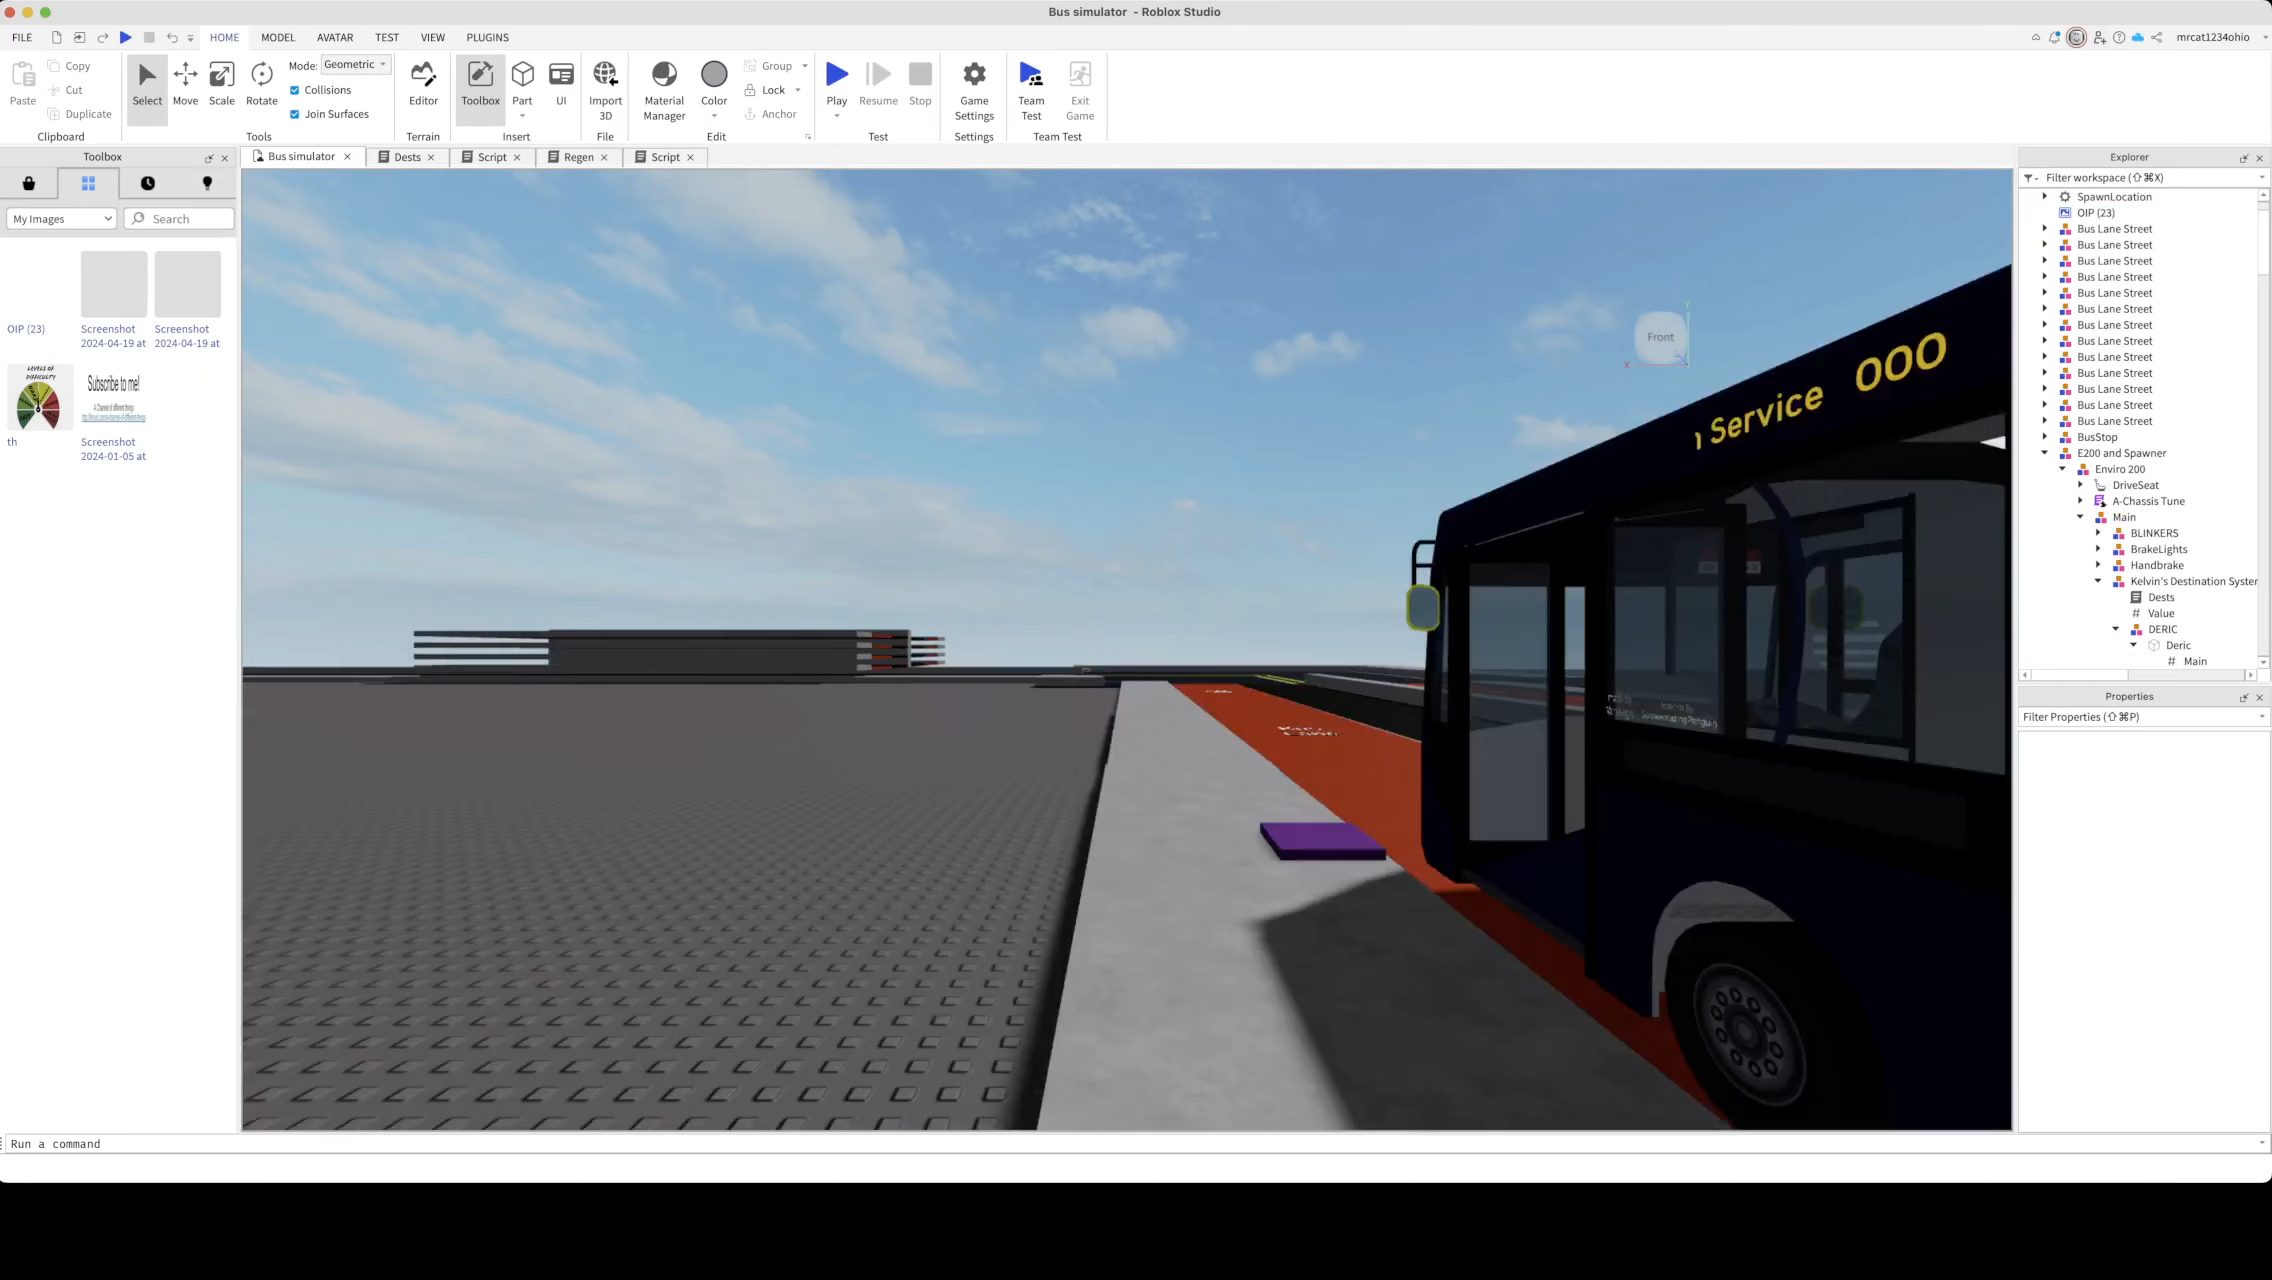 Bus simulator - Roblox Studio
FILE HOME MODEL AVATAR TEST VIEW PLUGINS mrcat1234ohio
Paste
Copy
Cut
Duplicate
Clipboard
Select
Move
Scale
Rotate
Mode: Geometric
Collisions
Join Surfaces
Tools
Editor
Terrain
Toolbox
Part
UI
Insert
Import
3D
File
Material
Manager
Color
Group
Lock
Anchor
Edit
Play
Resume
Stop
Test
Game
Settings
Settings
Team
Test
Exit
Game
Team Test
Toolbox
My Images
Search
OIP (23)
Screenshot
2024-04-19 at
Screenshot
2024-04-19 at
LEVELS OF
DIFFICULTY
th
Subscribe to me!
A Channel of different things
Screenshot
2024-01-05 at
Bus simulator
Dests
Script
Regen
Script
Front
Y
X
Service 000
Explorer
Filter workspace (⇧⌘X)
SpawnLocation
OIP (23)
Bus Lane Street
Bus Lane Street
Bus Lane Street
Bus Lane Street
Bus Lane Street
Bus Lane Street
Bus Lane Street
Bus Lane Street
Bus Lane Street
Bus Lane Street
Bus Lane Street
Bus Lane Street
Bus Lane Street
BusStop
E200 and Spawner
Enviro 200
DriveSeat
A-Chassis Tune
Main
BLINKERS
BrakeLights
Handbrake
Kelvin's Destination Syster
Dests
# Value
DERIC
Deric
# Main
Properties
Filter Properties (⇧⌘P)
Run a command